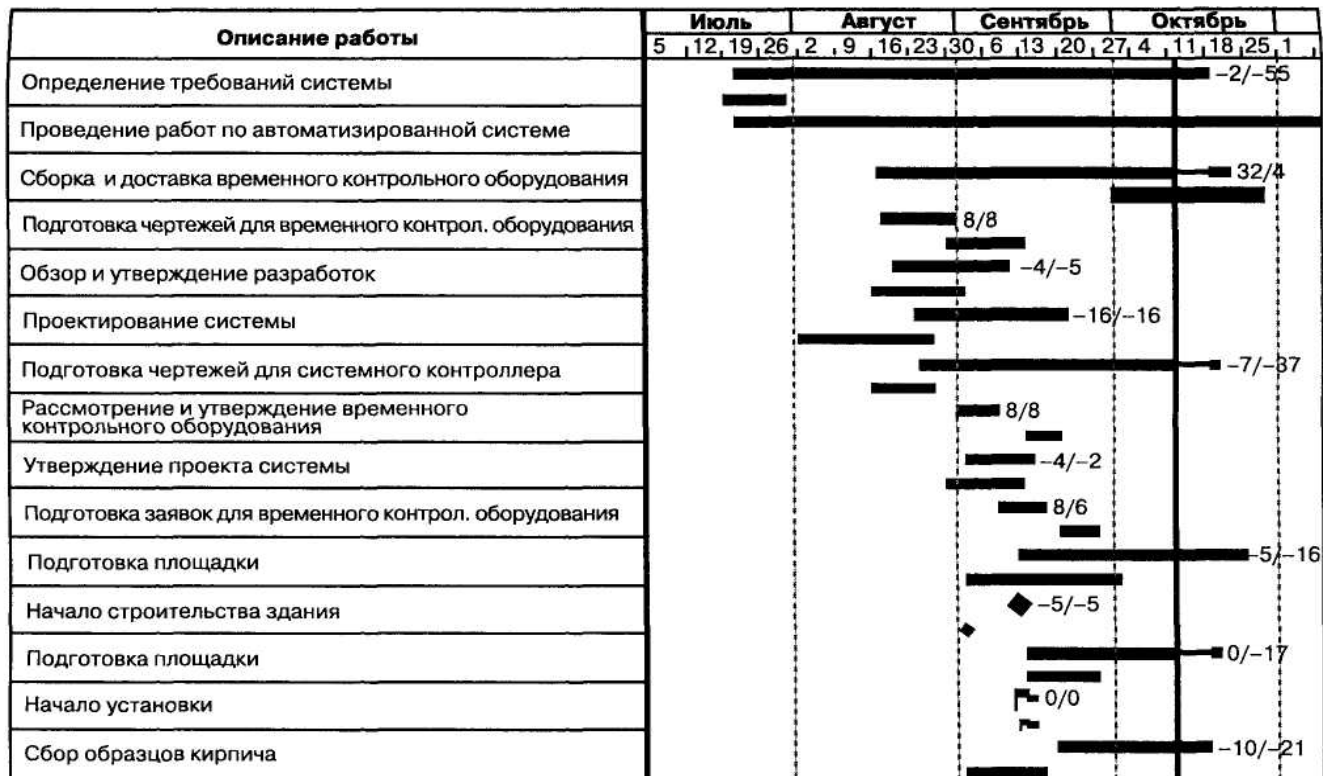 Описание работы
Июль Август Сентябрь Октябрь
5 12 19 26 2 9 16 23 30 6 13 20 27 4 11 18 25 1
Определение требований системы
-2/-55
Проведение работ по автоматизированной системе
Сборка и доставка временного контрольного оборудования
32/4
Подготовка чертежей для временного контрол. оборудования
8/8
Обзор и утверждение разработок
-4/-5
Проектирование системы
-16/-16
Подготовка чертежей для системного контроллера
-7/-37
Рассмотрение и утверждение временного
контрольного оборудования
8/8
Утверждение проекта системы
-4/-2
Подготовка заявок для временного контрол. оборудования
8/6
Подготовка площадки
-5/-16
Начало строительства здания
-5/-5
Подготовка площадки
0/-17
Начало установки
0/0
Сбор образцов кирпича
-10/-21